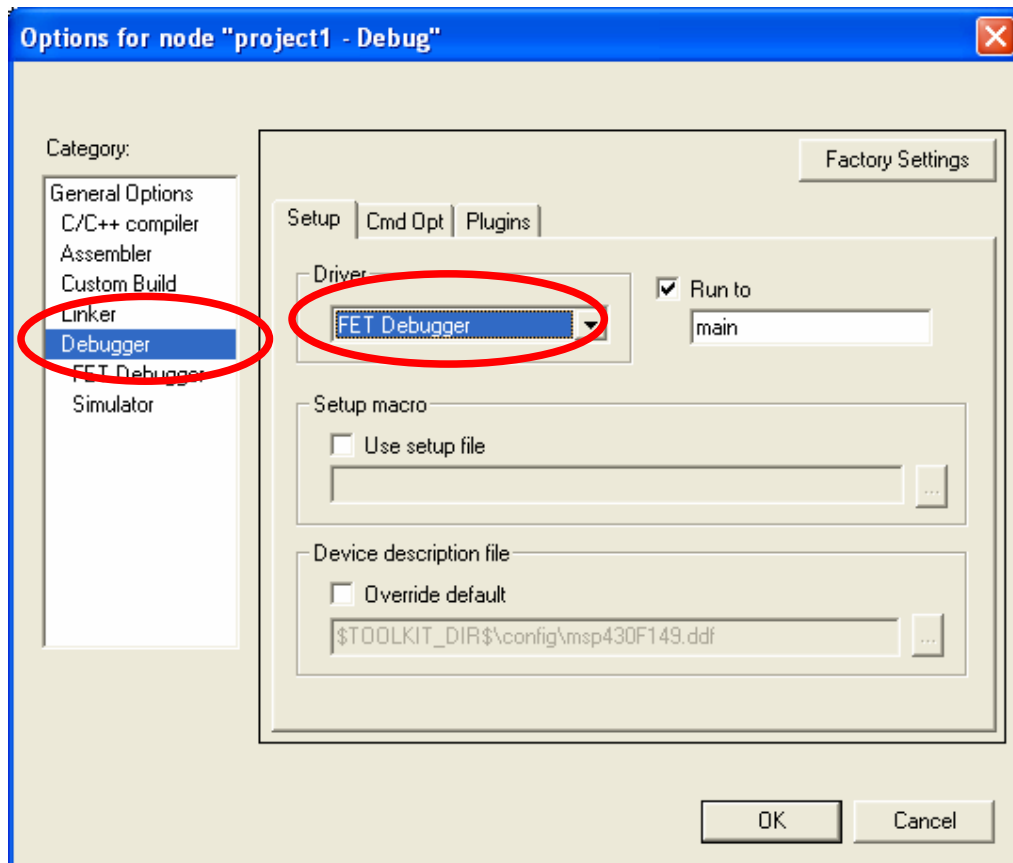 Options for node "project1 - Debug"
Category:
Factory Settings
General Options
C/C++ compiler
Assembler
Custom Build
Linker
Debugger
FET Debugger
Simulator
Setup
Cmd Opt
Plugins
Driver
FET Debugger
Run to
main
Setup macro
Use setup file
...
Device description file
Override default
$TOOLKIT_DIR$\config\msp430F149.ddf
...
OK
Cancel